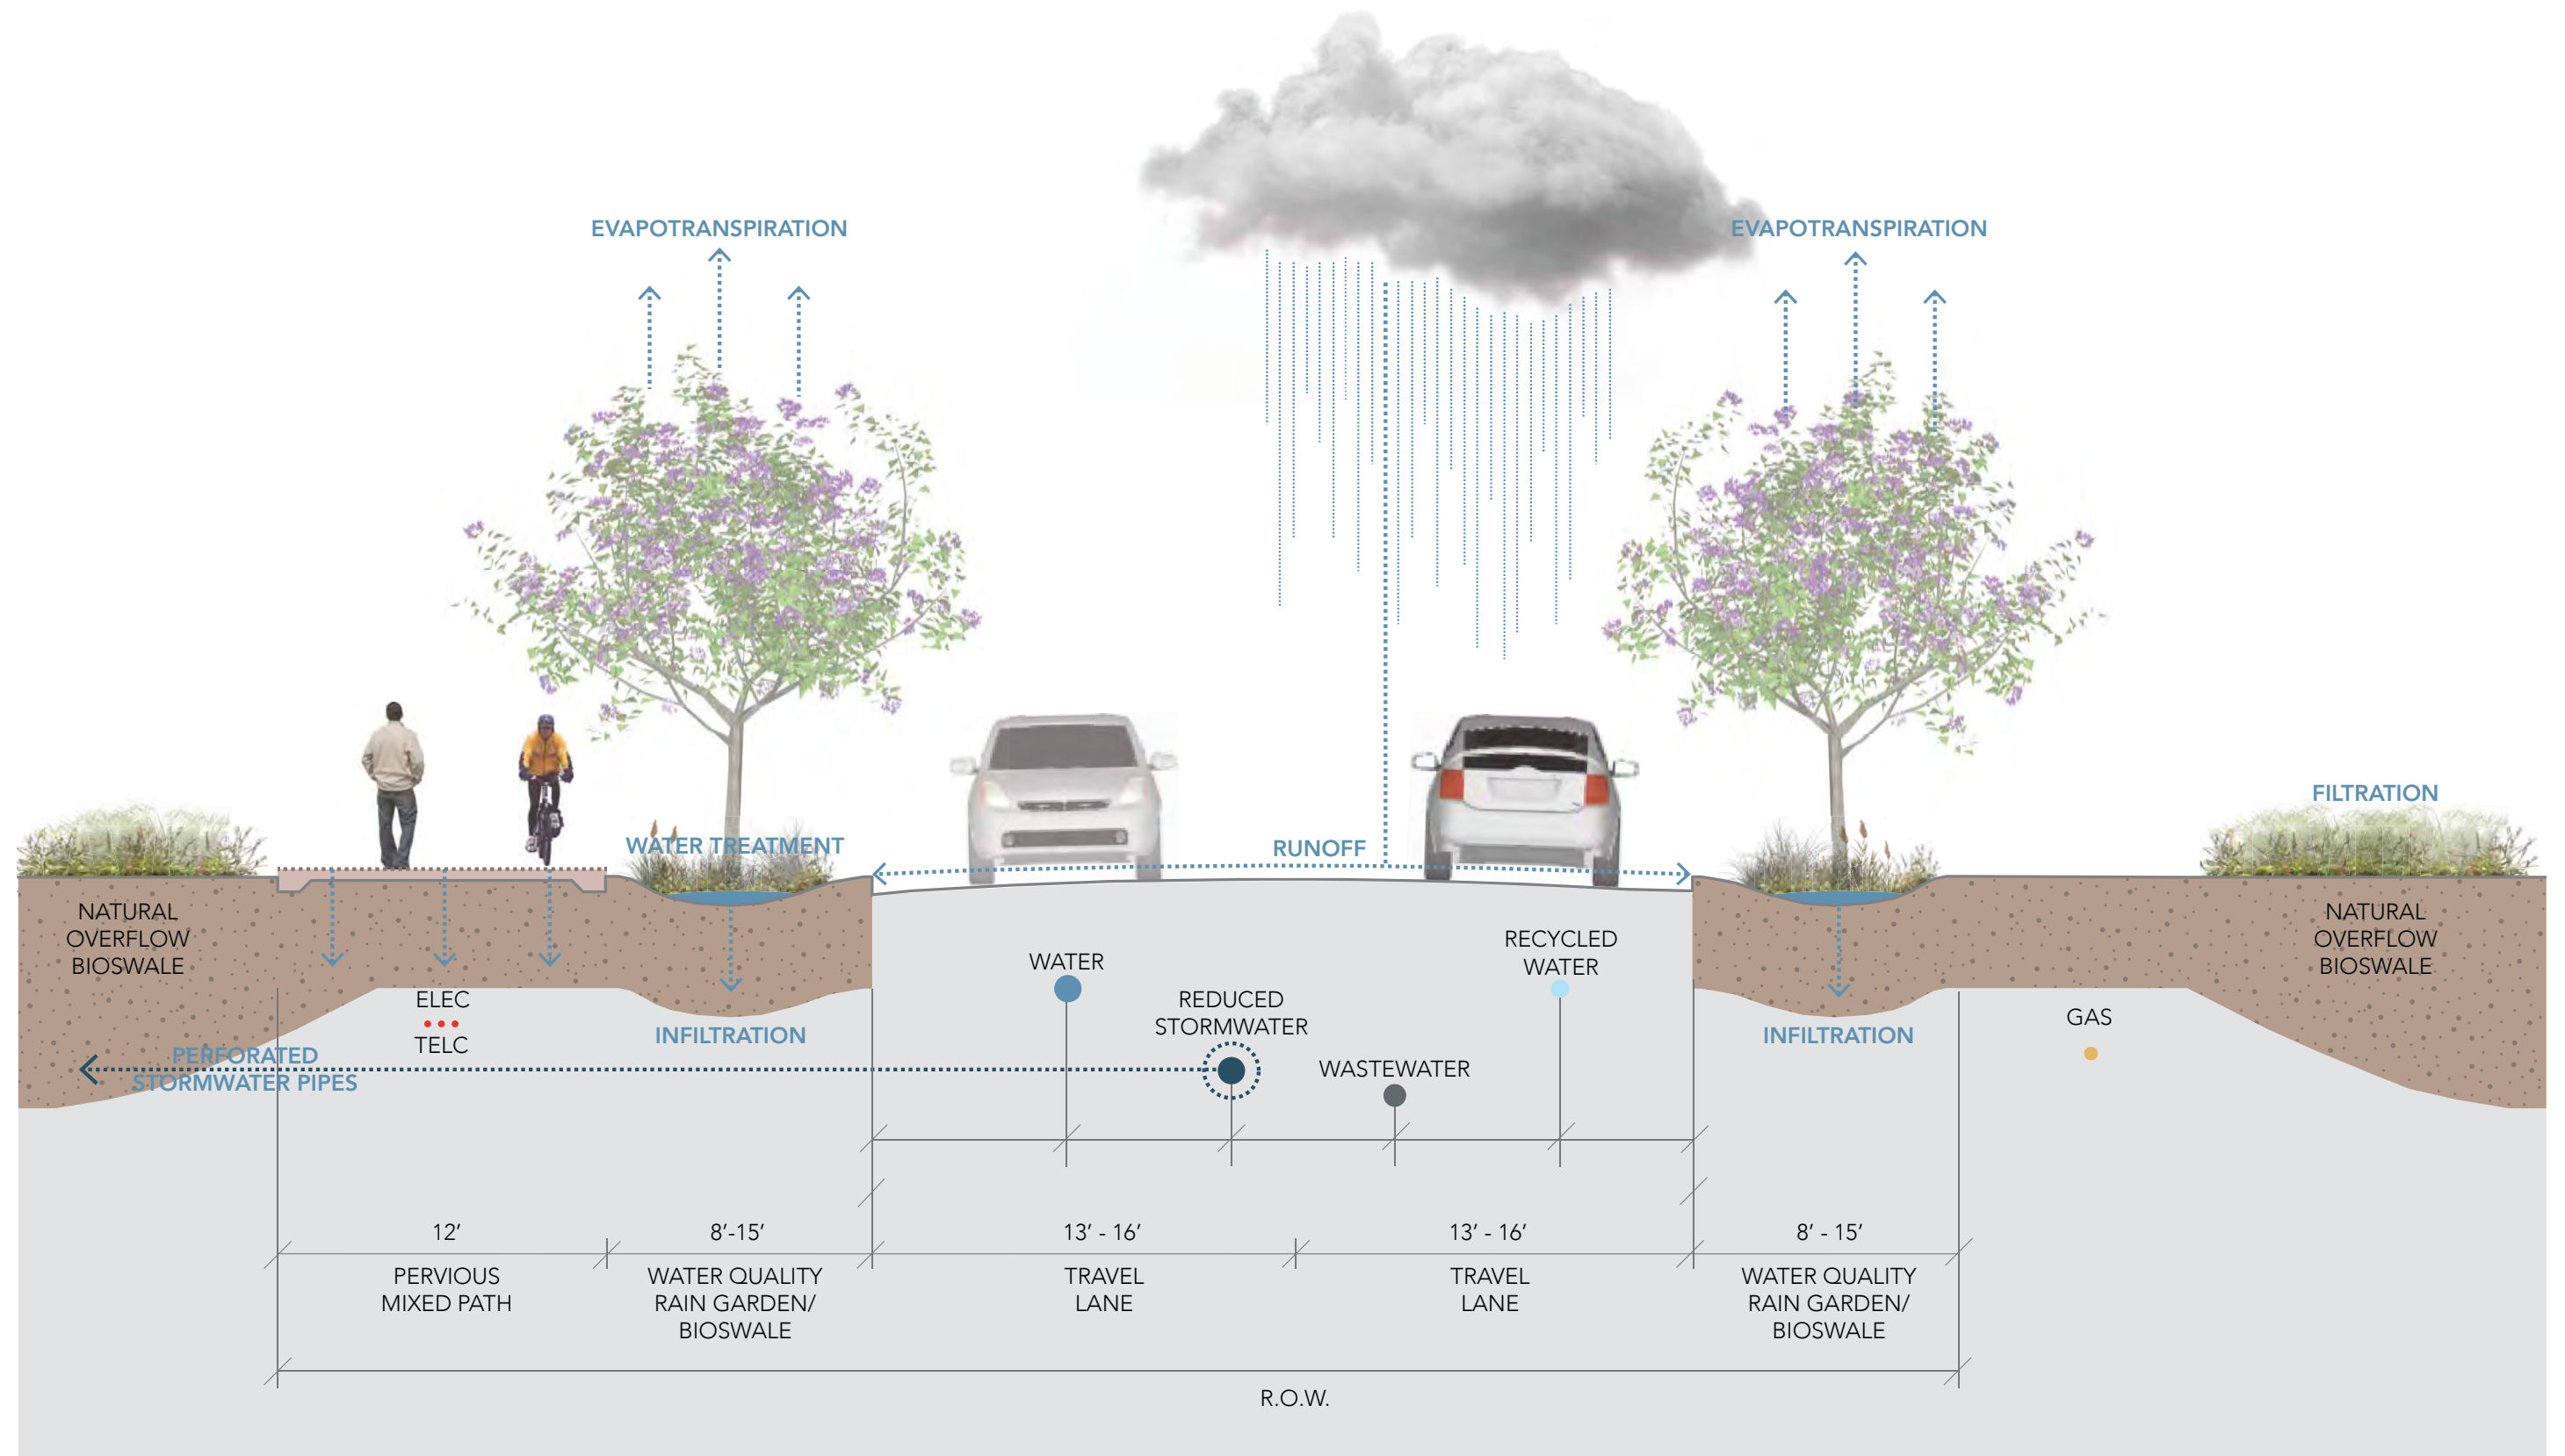 EVAPOTRANSPIRATION
EVAPOTRANSPIRATION
FILTRATION
WATER TREATMENT
RUNOFF
NATURAL
OVERFLOW
BIOSWALE
NATURAL
OVERFLOW
BIOSWALE
WATER
RECYCLED
WATER
ELEC
TELC
REDUCED
STORMWATER
INFILTRATION
INFILTRATION
GAS
PERFORATED
STORMWATER PIPES
WASTEWATER
12’
8’-15’
13’ - 16’
13’ - 16’
8’ - 15’
PERVIOUS
MIXED PATH
WATER QUALITY
RAIN GARDEN/
BIOSWALE
TRAVEL
LANE
TRAVEL
LANE
WATER QUALITY
RAIN GARDEN/
BIOSWALE
R.O.W.